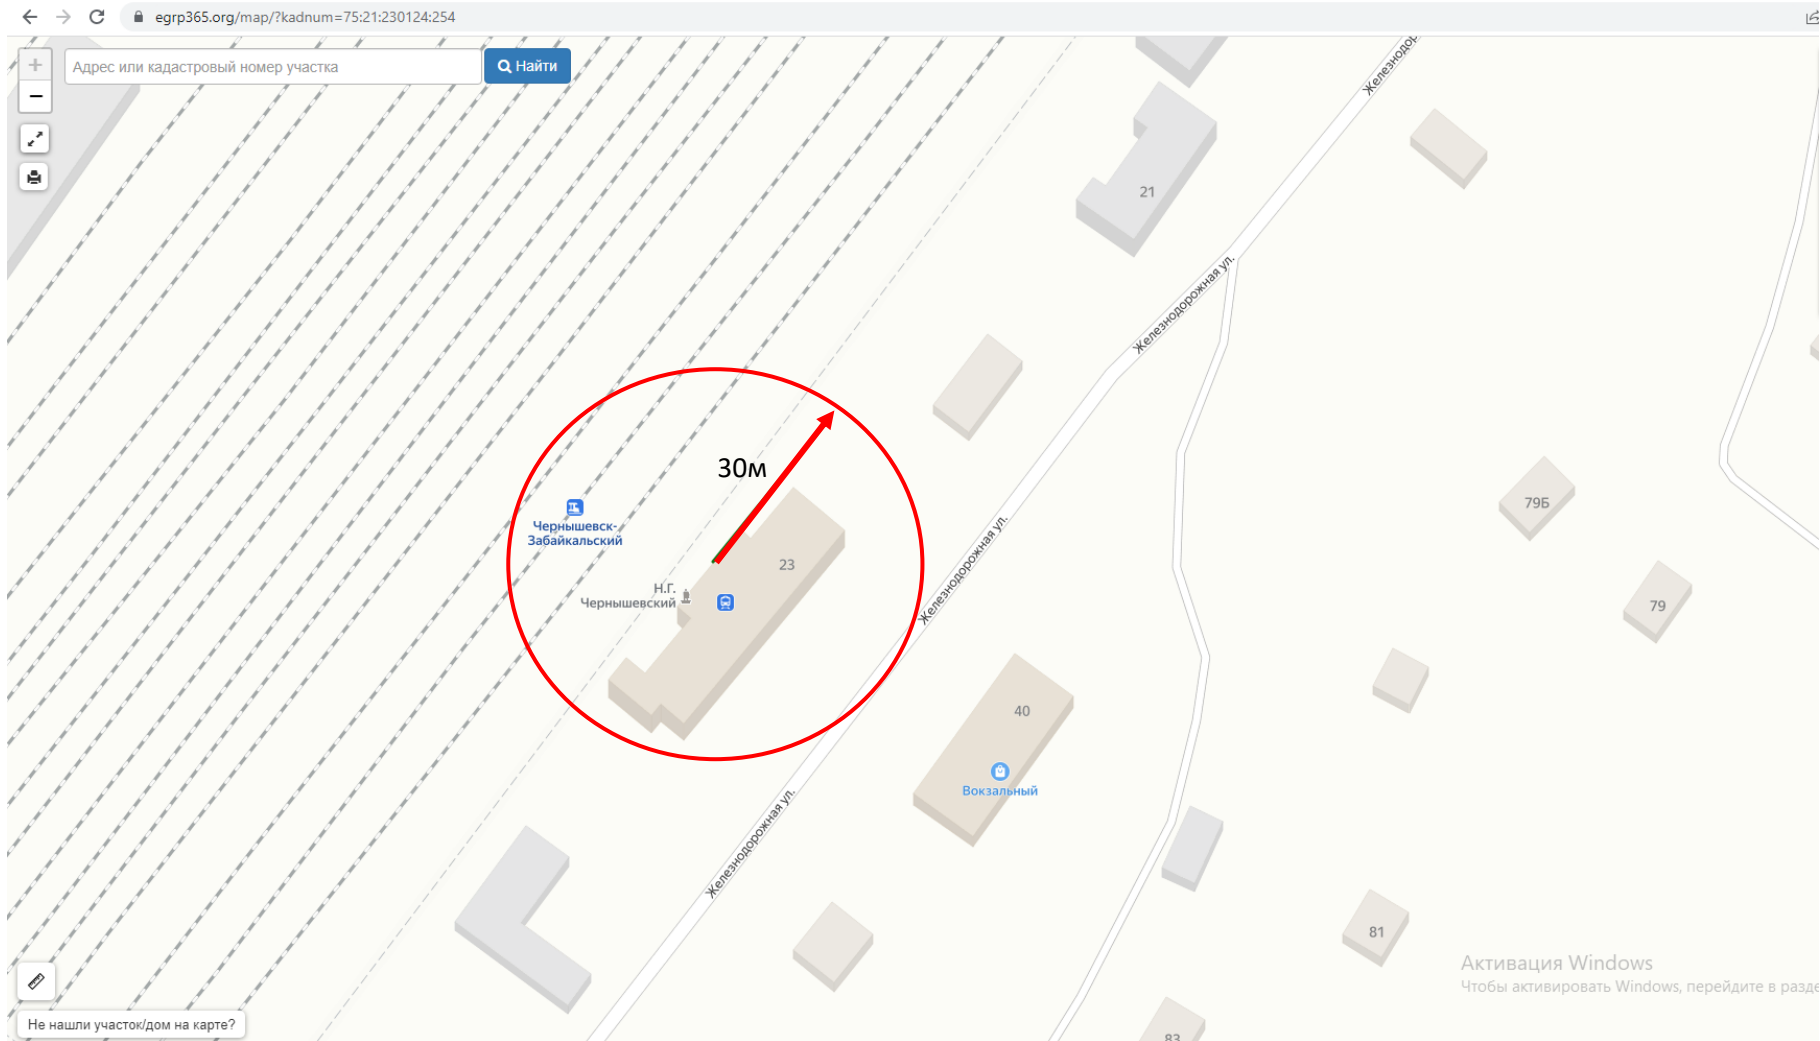 egrp365.org/map/?kadnum=75:21:230124:254
+
Адрес или кадастровый номер участка
Найти
−
Железнодор
21
Железнодорожная ул.
30м
Чернышевск-
Забайкальский
79Б
23
Н.Г.
Чернышевский
Железнодорожная ул.
79
40
Вокзальный
Железнодорожная ул.
81
Активация Windows
Чтобы активировать Windows, перейдите в разде
Не нашли участок/дом на карте?
83